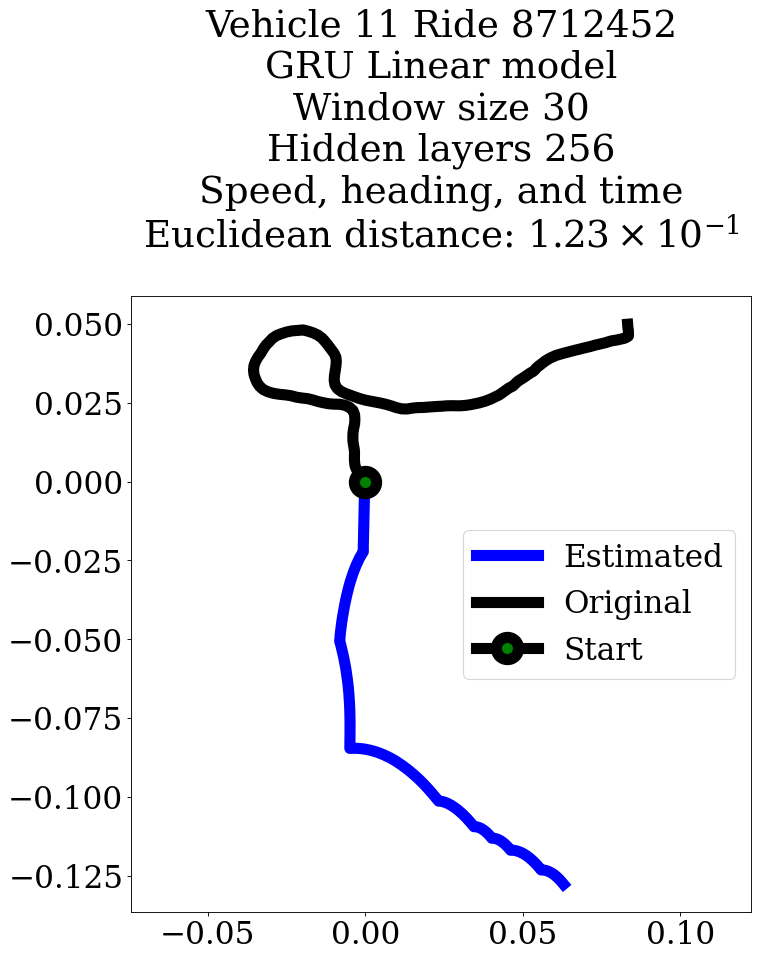 Vehicle 11 Ride 8712452
GRU Linear model
Window size 30
Hidden layers 256
Speed, heading, and time
Euclidean distance: 1.23 × 10⁻¹
0.050
0.025
0.000
−0.025
−0.050
−0.075
−0.100
−0.125
Estimated
Original
Start
−0.05 0.00 0.05 0.10